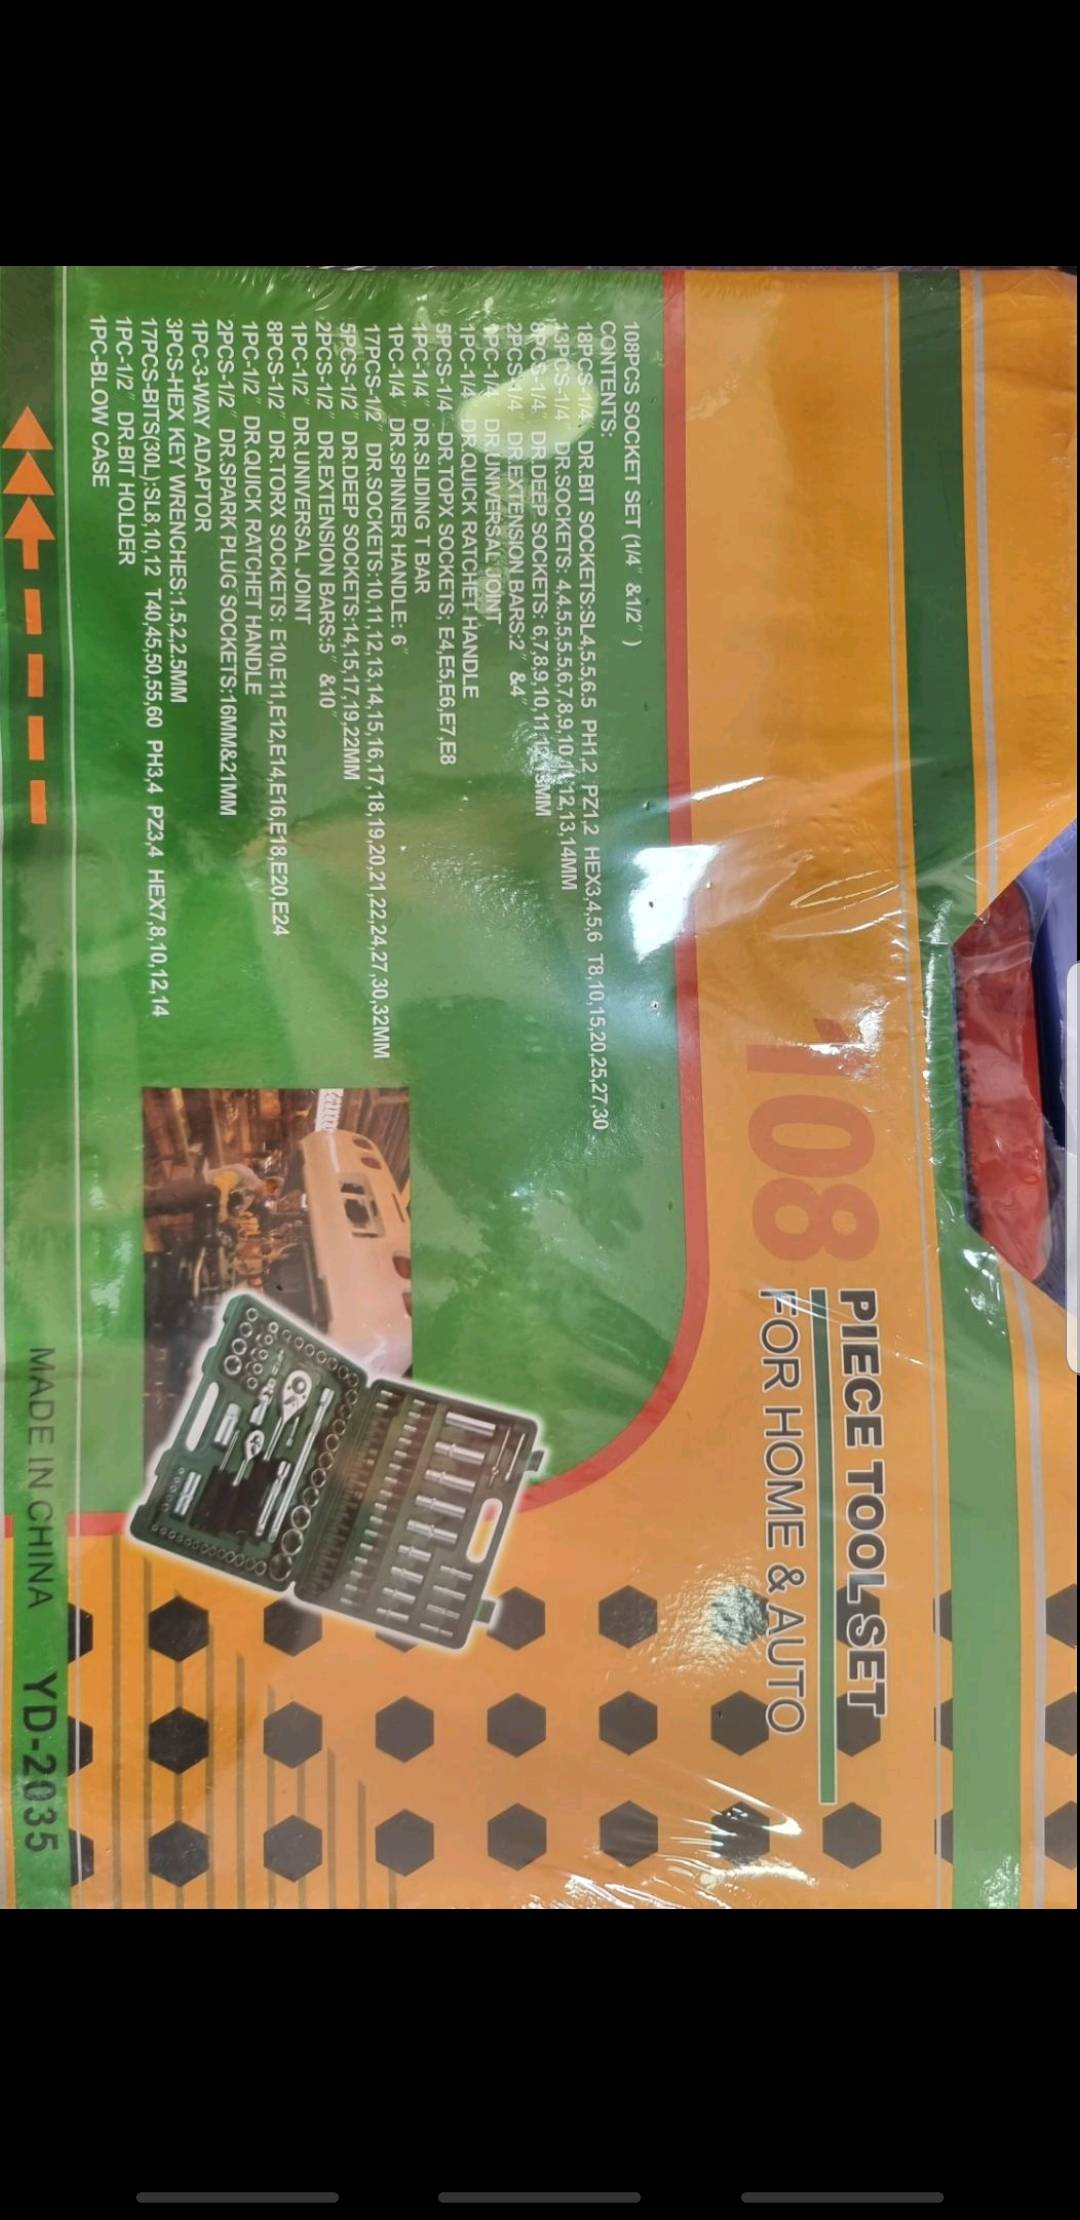 108 PIECE TOOL SET
FOR HOME & AUTO
108PCS SOCKET SET (1/4" &1/2" )
CONTENTS:
18PCS-1/4" DR.BIT SOCKETS:SL4,5.5,6.5 PH1,2 PZ1,2 HEX3,4,5,6 T8,10,15,20,25,27,30
13PCS-1/4" DR.SOCKETS: 4,4.5,5,5.5,6,7,8,9,10,11,12,13,14MM
8PCS-1/4" DR.DEEP SOCKETS: 6,7,8,9,10,11,12,13MM
2PCS-1/4" DR.EXTENSION BARS:2" &4"
1PC-1/4" DR.UNIVERSAL JOINT
1PC-1/4" DR.QUICK RATCHET HANDLE
5PCS-1/4" DR.TOPX SOCKETS; E4,E5,E6,E7,E8
1PC-1/4" DR.SLIDING T BAR
1PC-1/4" DR.SPINNER HANDLE: 6"
17PCS-1/2" DR.SOCKETS:10,11,12,13,14,15,16,17,18,19,20,21,22,24,27,30,32MM
5PCS-1/2" DR.DEEP SOCKETS:14,15,17,19,22MM
2PCS-1/2" DR.EXTENSION BARS:5" &10"
1PC-1/2" DR.UNIVERSAL JOINT
8PCS-1/2" DR.TORX SOCKETS: E10,E11,E12,E14,E16,E18,E20,E24
1PC-1/2" DR.QUICK RATCHET HANDLE
2PCS-1/2" DR.SPARK PLUG SOCKETS:16MM&21MM
1PC-3-WAY ADAPTOR
3PCS-HEX KEY WRENCHES:1.5,2,2.5MM
17PCS-BITS(30L):SL8,10,12 T40,45,50,55,60 PH3,4 PZ3,4 HEX7,8,10,12,14
1PC-1/2" DR.BIT HOLDER
1PC-BLOW CASE
MADE IN CHINA YD-2035